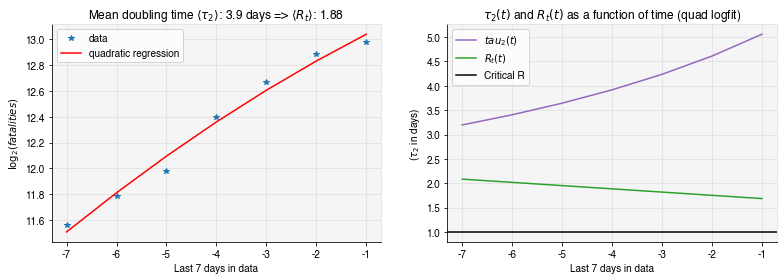 Mean doubling time ⟨τ₂⟩: 3.9 days => ⟨Rₜ⟩: 1.88
data
quadratic regression
13.0
12.8
12.6
12.4
12.2
12.0
11.8
11.6
log₂(fatalities)
-7 -6 -5 -4 -3 -2 -1
Last 7 days in data
τ₂(t) and Rₜ(t) as a function of time (quad logfit)
tau₂(t)
Rₜ(t)
Critical R
5.0
4.5
4.0
3.5
3.0
2.5
2.0
1.5
1.0
(τ₂ in days)
-7 -6 -5 -4 -3 -2 -1
Last 7 days in data